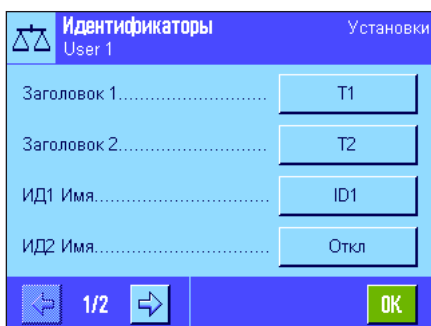 Идентификаторы
Установки
User 1
Заголовок 1.......................... T1
Заголовок 2.......................... T2
ИД1 Имя............................... ID1
ИД2 Имя............................... Откл
1/2
OK